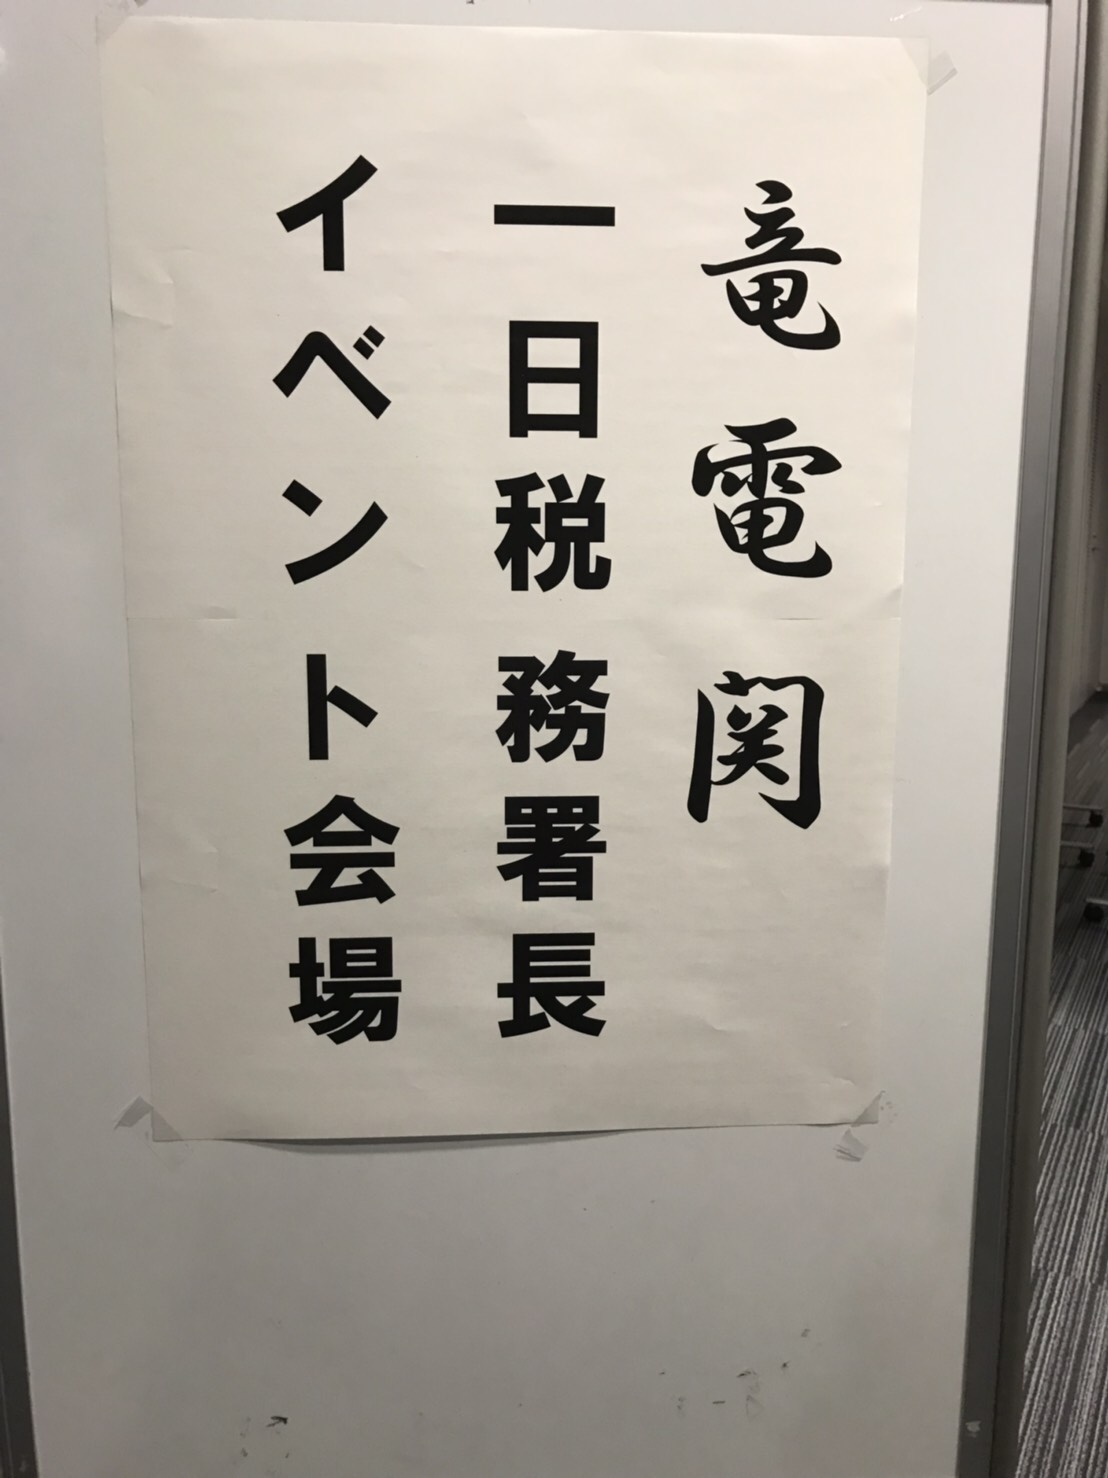 竜電関
一日税務署長
イベント会場